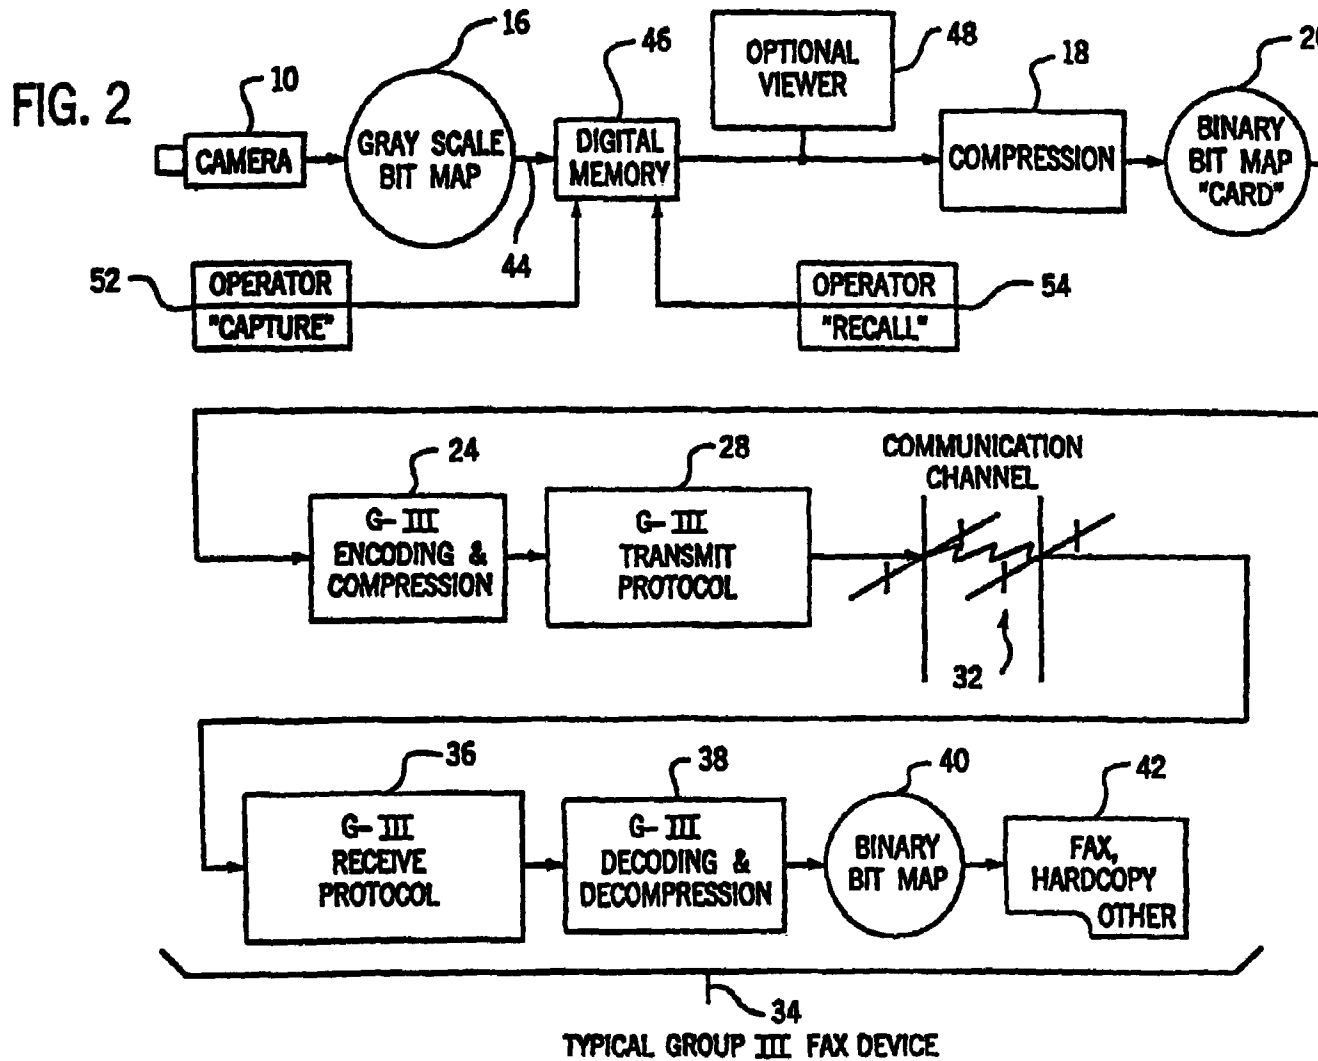 FIG. 2
10
CAMERA
16
GRAY SCALE
BIT MAP
44
46
DIGITAL
MEMORY
OPTIONAL
VIEWER
48
18
COMPRESSION
BINARY
BIT MAP
"CARD"
52
OPERATOR
"CAPTURE"
OPERATOR
"RECALL"
54
24
G-III
ENCODING &
COMPRESSION
28
G-III
TRANSMIT
PROTOCOL
COMMUNICATION
CHANNEL
32
36
G-III
RECEIVE
PROTOCOL
38
G-III
DECODING &
DECOMPRESSION
40
BINARY
BIT MAP
42
FAX,
HARDCOPY
OTHER
34
TYPICAL GROUP III FAX DEVICE